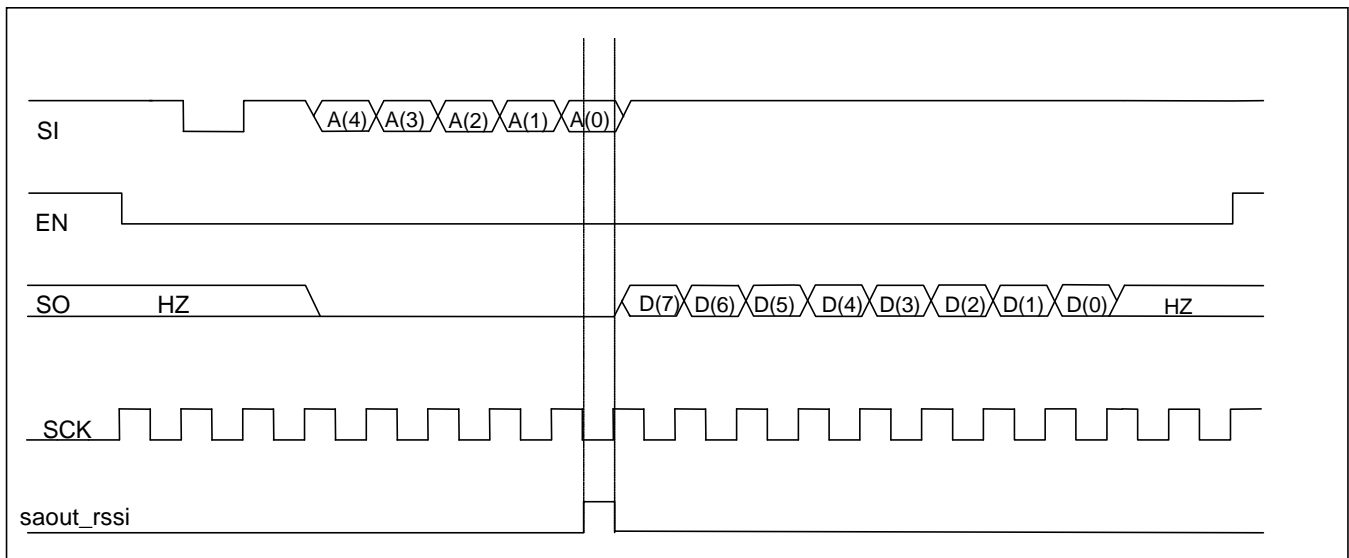 SI A(4) A(3) A(2) A(1) A(0)
EN
SO HZ D(7) D(6) D(5) D(4) D(3) D(2) D(1) D(0) HZ
SCK
saout_rssi